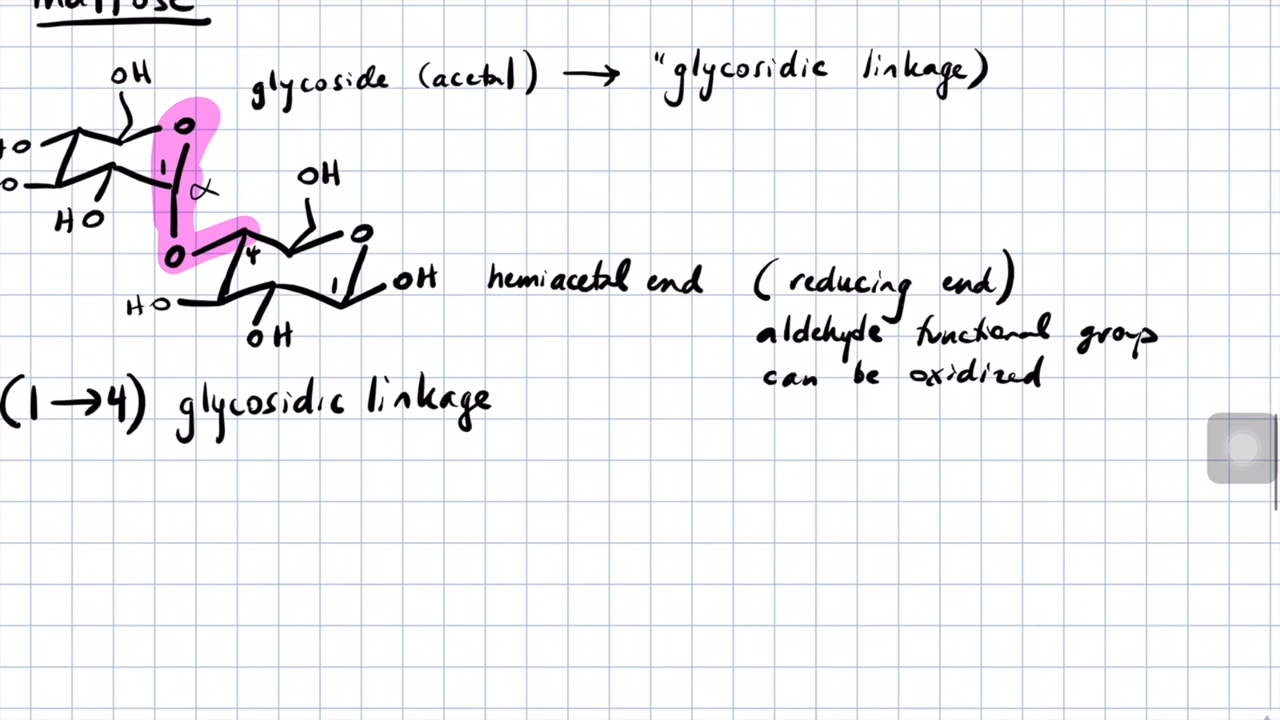 Maltose
OH
glycoside (acetal) → "glycosidic linkage)
O
HO
1
O
α
HO
OH
O
O
4
1
OH
hemiacetal end (reducing end)
HO
aldehyde functional group
OH
can be oxidized
(1→4) glycosidic linkage